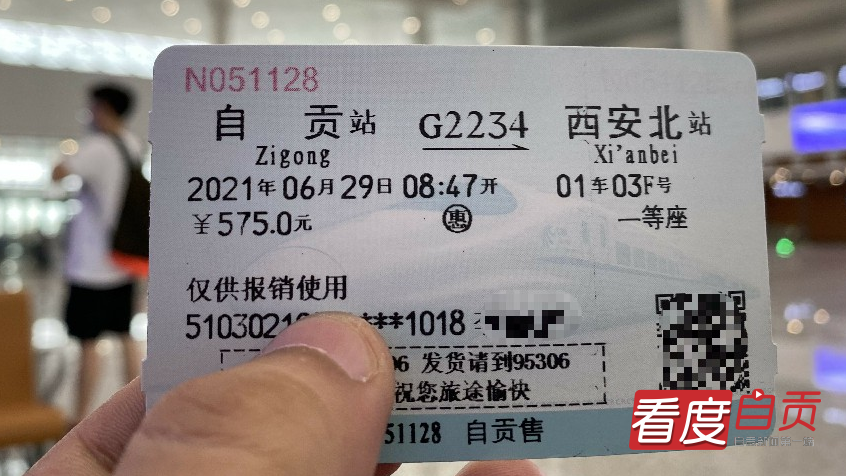 N051128
自 贡站 G2234 西安北站
Zigong Xi'anbei
2021年06月29日08:47开 01车03F号
￥575.0元 惠 一等座
仅供报销使用
51030219 ***1018
06 发货请到95306
祝您旅途愉快
51128 自贡售
看度自贡